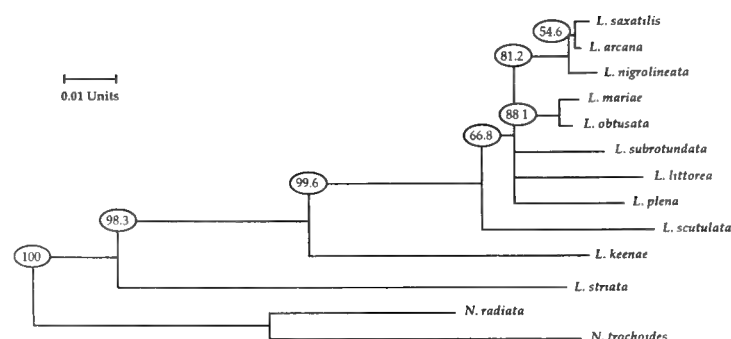 L. saxatilis
54.6
L. arcana
81.2
L. nigrolineata
0.01 Units
L. mariae
88 1
L. obtusata
66.8
L. subrotundata
L. littorea
99.6
L. plena
98.3
L. scutulata
100
L. keenae
L. striata
N. radiata
N. trochoides